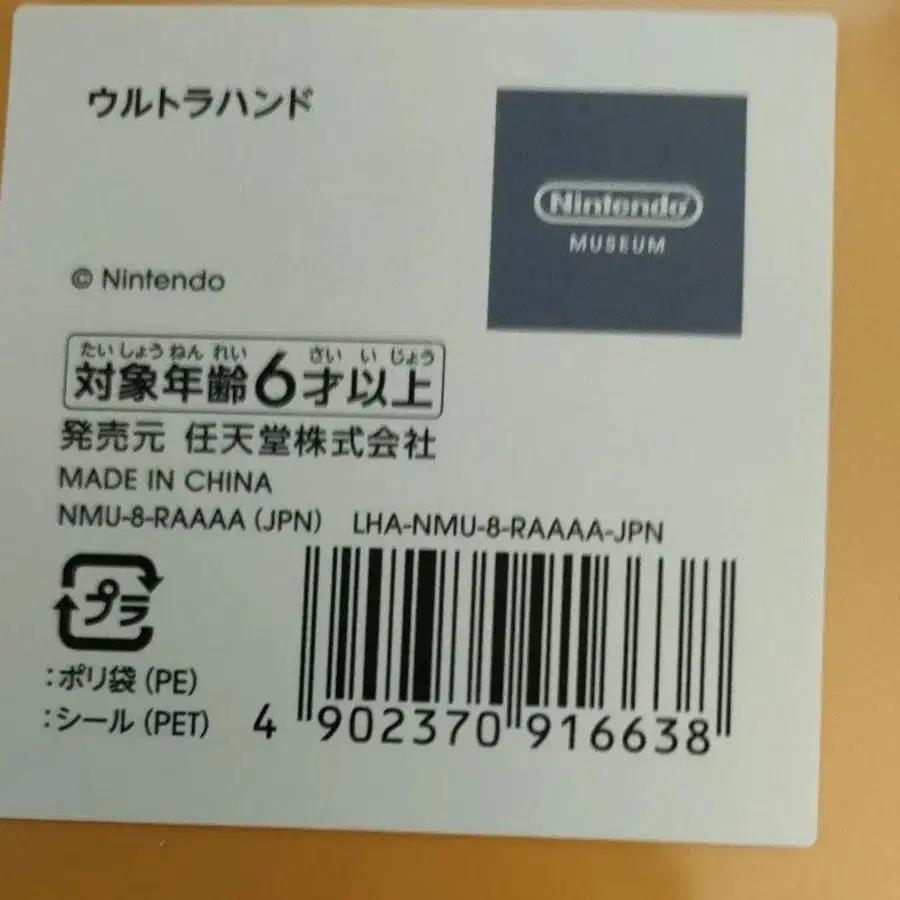 ウルトラハンド
Nintendo
MUSEUM
© Nintendo
たいしょうねんれい さい い じょう
対象年齢6才以上
発売元 任天堂株式会社
MADE IN CHINA
NMU-8-RAAAA (JPN) LHA-NMU-8-RAAAA-JPN
プラ
:ポリ袋 (PE)
:シール (PET)
4 902370 916638